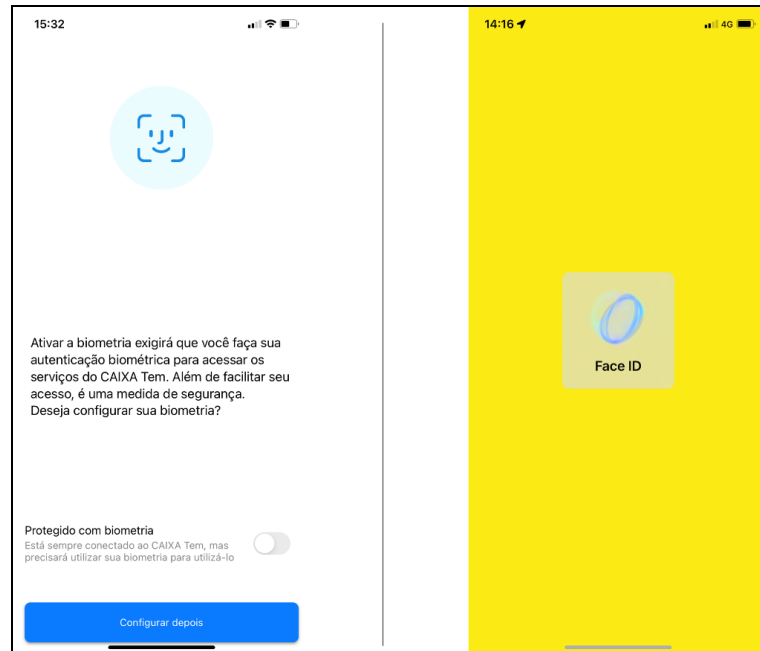 15:32
Ativar a biometria exigirá que você faça sua
autenticação biométrica para acessar os
serviços do CAIXA Tem. Além de facilitar seu
acesso, é uma medida de segurança.
Deseja configurar sua biometria?
Protegido com biometria
Está sempre conectado ao CAIXA Tem, mas
precisará utilizar sua biometria para utilizá-lo
Configurar depois
14:16
4G
Face ID